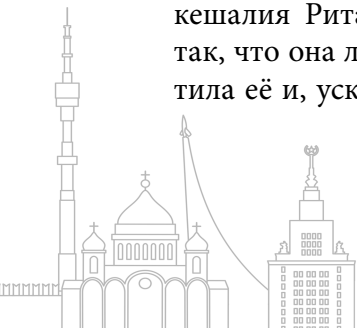 кешалия Рита
так, что она л
тила её и, уск